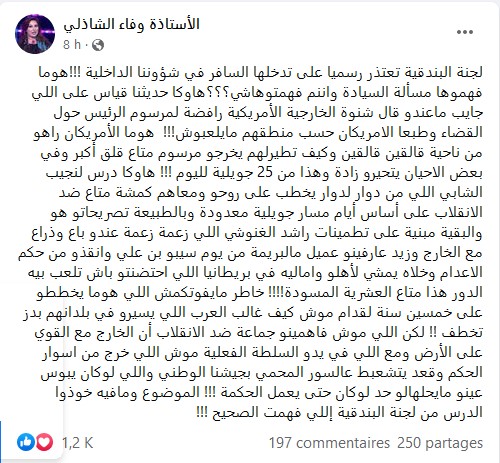 الأستاذة وفاء الشاذلي
8 h
لجنة البندقية تعتذر رسميا على تدخلها السافر في شؤوننا الداخلية !!!هوما
فهموها مسألة السيادة وانتم فهمتوهاشي؟؟؟هاوكا حديثنا قياس على اللي
جايب ماعندو قال شنوة الخارجية الأمريكية رافضة لمرسوم الرئيس حول
القضاء وطبعا الامريكان حسب منطقهم مايلعبوش!!! هوما الأمريكان راهو
من ناحية قالقين قالقين وكيف تطيرلهم يخرجو مرسوم متاع قلق أكبر وفي
بعض الاحيان يتحيرو زادة وهذا من 25 جويلية لليوم !!! هاوكا درس لنجيب
الشابي اللي من دوار لدوار يخطب على روحو ومعاهم كمشة متاع ضد
الانقلاب على أساس أيام مسار جويلية معدودة وبالطبيعة تصريحاتو هو
والبقية مبنية على تطمينات راشد الغنوشي اللي زعمة زعمة عندو باع وذراع
مع الخارج وزيد عارفينو عميل مالبريمة من يوم سيبو بن علي وانقذو من حكم
الاعدام وخلاه يمشي لأهلو واماليه في بريطانيا اللي احتضنتو باش تلعب بيه
الدور هذا متاع العشرية المسودة!!!! خاطر مايفوتكمش اللي هوما يخططو
على خمسين سنة لقدام موش كيف غالب العرب اللي يسيرو في بلدانهم بدز
تخطف !! لكن اللي موش فاهمينو جماعة ضد الانقلاب أن الخارج مع القوي
على الأرض ومع اللي في يدو السلطة الفعلية موش اللي خرج من اسوار
الحكم وقعد يتشعبط عالسور المحمي بجيشنا الوطني واللي لوكان يبوس
عينو مايحلهالو حد لوكان حتى يعمل الحكمة !!! الموضوع ومافيه خوذوا
الدرس من لجنة البندقية إللي فهمت الصحيح !!!
1,2 K
197 commentaires 250 partages